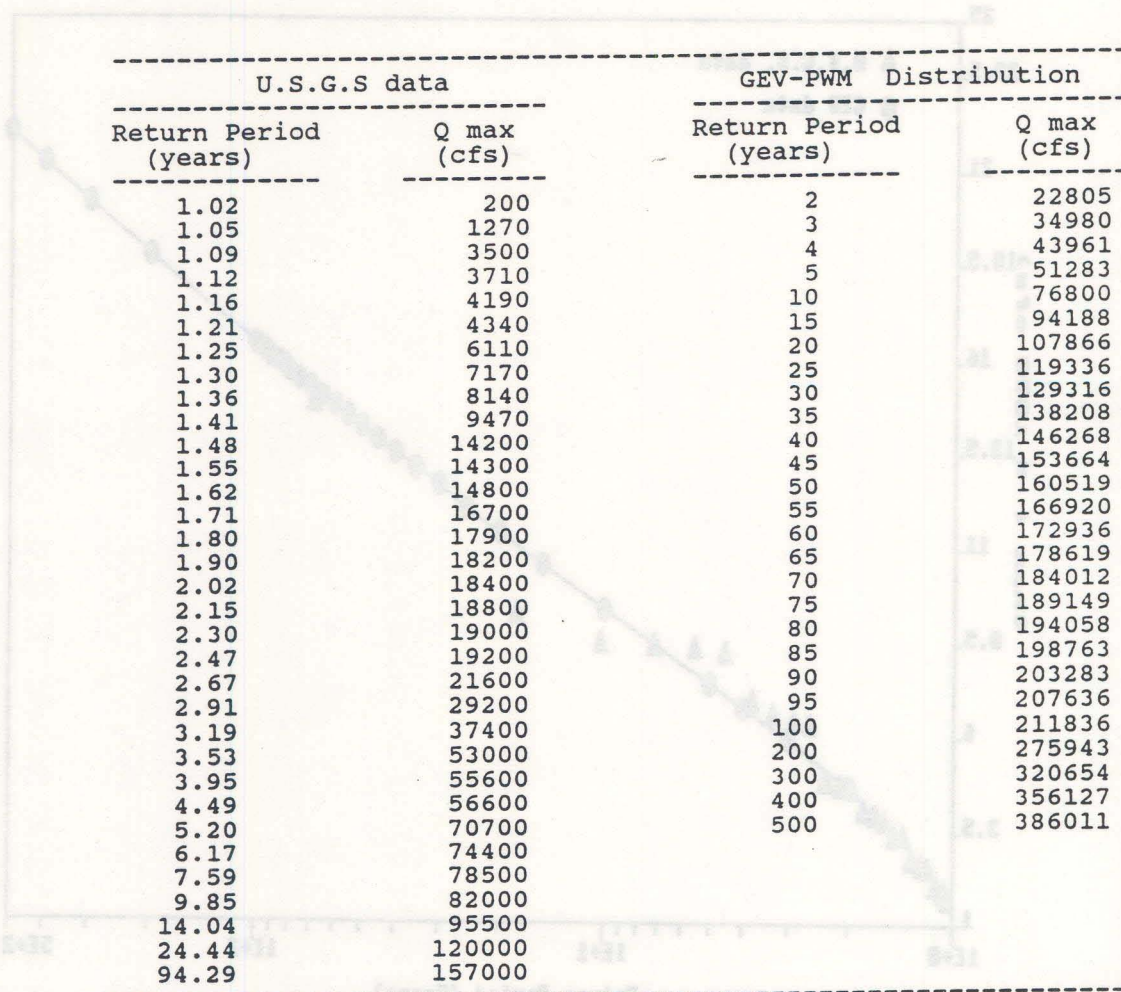 U.S.G.S data GEV-PWM Distribution
Return Period Q max Return Period Q max
(years) (cfs) (years) (cfs)
1.02 200 2 22805
1.05 1270 3 34980
1.09 3500 4 43961
1.12 3710 5 51283
1.16 4190 10 76800
1.21 4340 15 94188
1.25 6110 20 107866
1.30 7170 25 119336
1.36 8140 30 129316
1.41 9470 35 138208
1.48 14200 40 146268
1.55 14300 45 153664
1.62 14800 50 160519
1.71 16700 55 166920
1.80 17900 60 172936
1.90 18200 65 178619
2.02 18400 70 184012
2.15 18800 75 189149
2.30 19000 80 194058
2.47 19200 85 198763
2.67 21600 90 203283
2.91 29200 95 207636
3.19 37400 100 211836
3.53 53000 200 275943
3.95 55600 300 320654
4.49 56600 400 356127
5.20 70700 500 386011
6.17 74400
7.59 78500
9.85 82000
14.04 95500
24.44 120000
94.29 157000